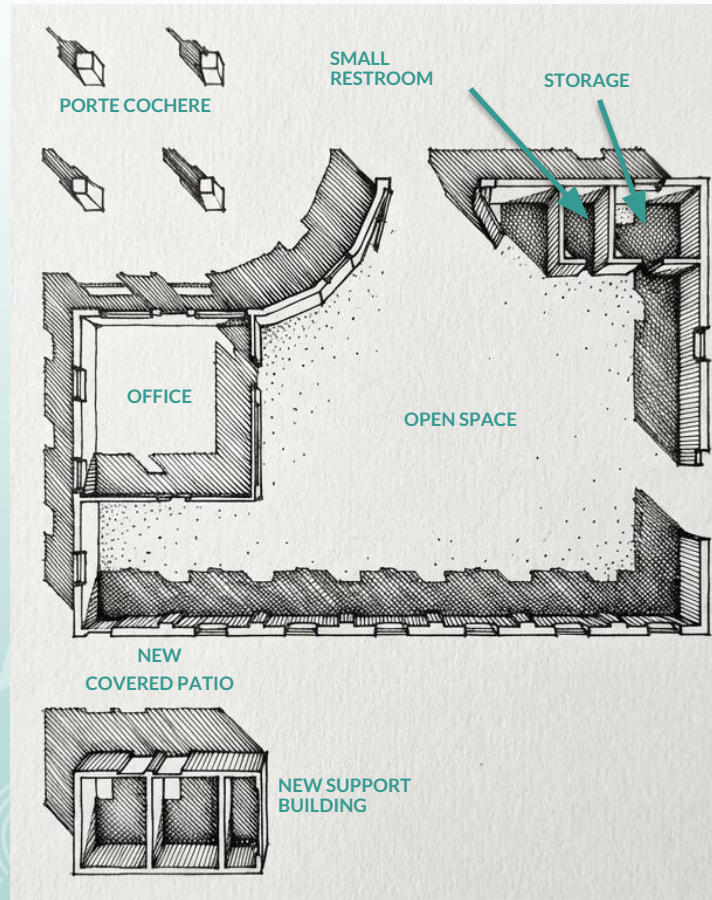 SMALL
RESTROOM
STORAGE
PORTE COCHERE
OFFICE
OPEN SPACE
NEW
COVERED PATIO
NEW SUPPORT
BUILDING